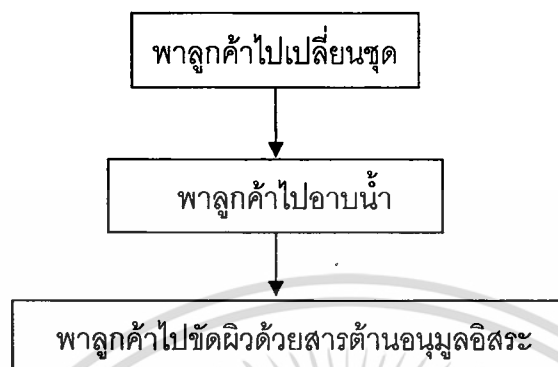 พาลูกค้าไปเปลี่ยนชุด
พาลูกค้าไปอาบน้ำ
พาลูกค้าไปขัดผิวด้วยสารต้านอนุมูลอิสระ